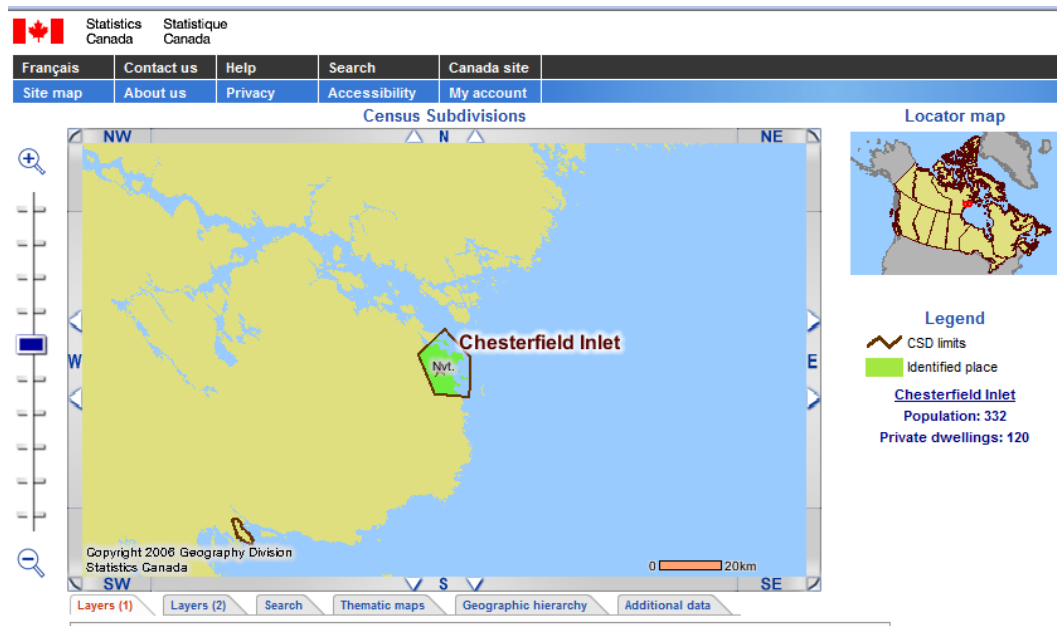 Statistics Canada
Statistique Canada
Français Contact us Help Search Canada site
Site map About us Privacy Accessibility My account
Census Subdivisions
Locator map
NW N NE
W
E
Chesterfield Inlet
Nvt.
Legend
CSD limits
Identified place
Chesterfield Inlet
Population: 332
Private dwellings: 120
Copyright 2006 Geography Division
Statistics Canada
0 20km
SW S SE
Layers (1) Layers (2) Search Thematic maps Geographic hierarchy Additional data